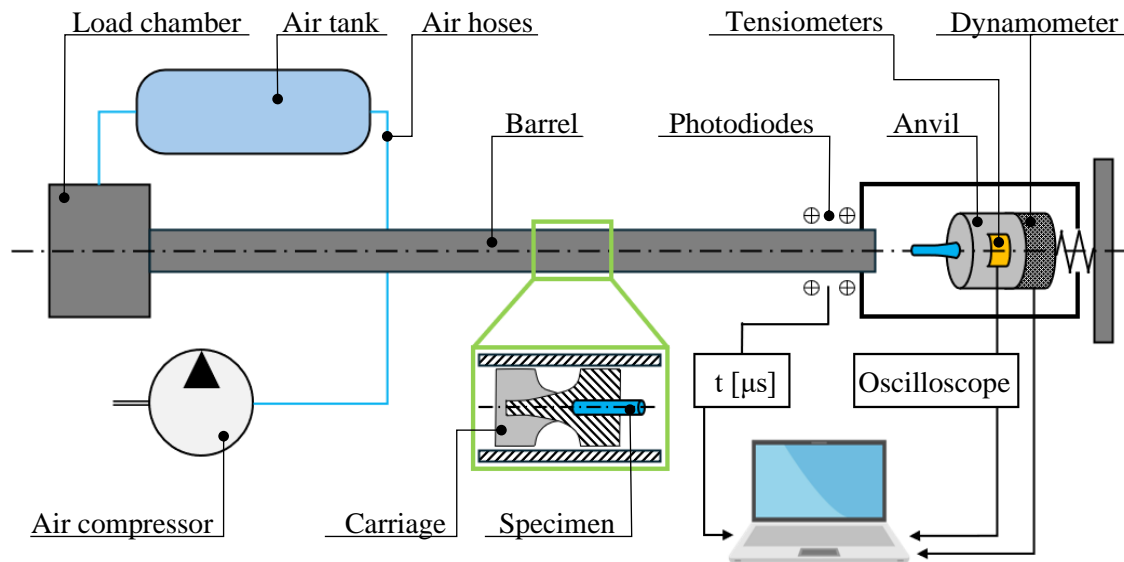 Load chamber
Air tank
Air hoses
Tensiometers
Dynamometer
Barrel
Photodiodes
Anvil
t [μs]
Oscilloscope
Air compressor
Carriage
Specimen